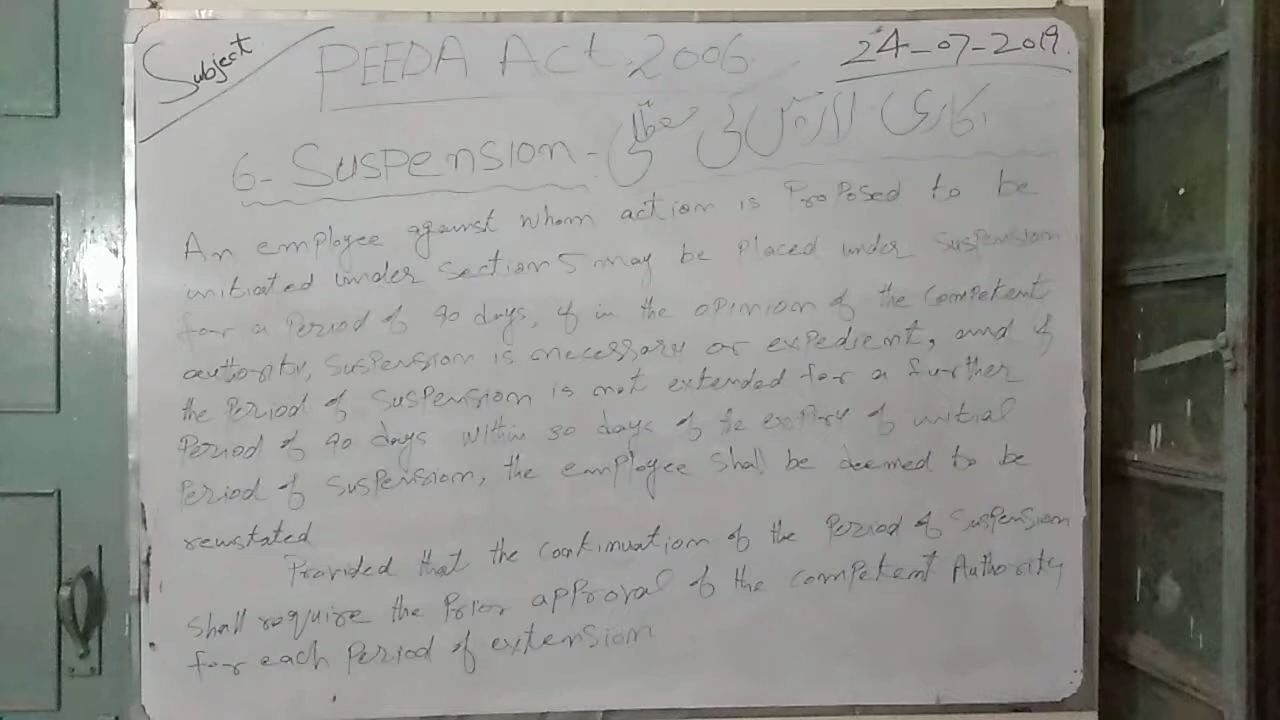 Subject
PEEDA Act. 2006
24-07-2019.
6- Suspension - سرکاری ملازمین کی معطلی
An employee against whom action is Proposed to be
initiated under section 5 may be placed under suspension
for a Period of 90 days, if in the opinion of the Competent
authority, suspension is necessary or expedient, and if
the Period of suspension is not extended for a further
Period of 90 days within 30 days of the expiry of initial
Period of suspension, the employee shall be deemed to be
reinstated
Provided that the continuation of the Period of Suspension
shall require the Prior approval of the competent Authority
for each Period of extension